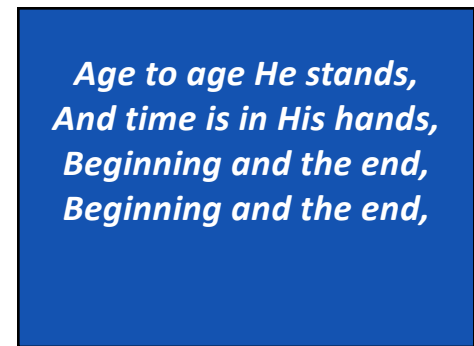 Age to age He stands,
And time is in His hands,
Beginning and the end,
Beginning and the end,